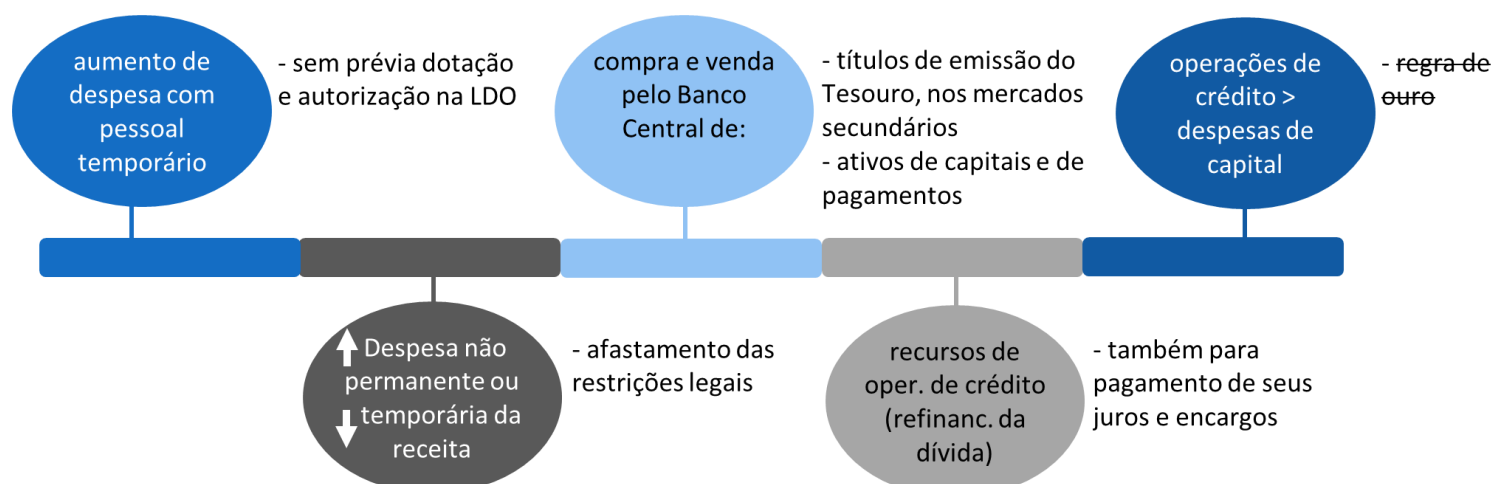 aumento de
despesa com
pessoal
temporário
- sem prévia dotação
e autorização na LDO
compra e venda
pelo Banco
Central de:
- títulos de emissão do
Tesouro, nos mercados
secundários
- ativos de capitais e de
pagamentos
operações de
crédito >
despesas de
capital
- regra de
ouro
Despesa não
permanente ou
temporária da
receita
- afastamento das
restrições legais
recursos de
oper. de crédito
(refinanc. da
dívida)
- também para
pagamento de seus
juros e encargos